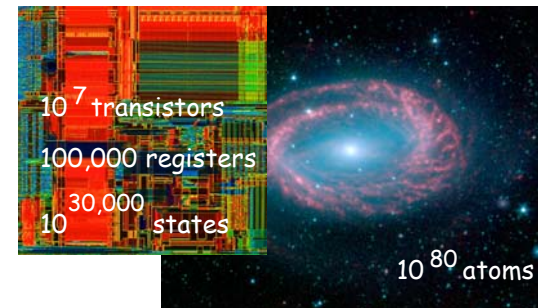 10^7 transistors
100,000 registers
10^30,000 states
10^80 atoms